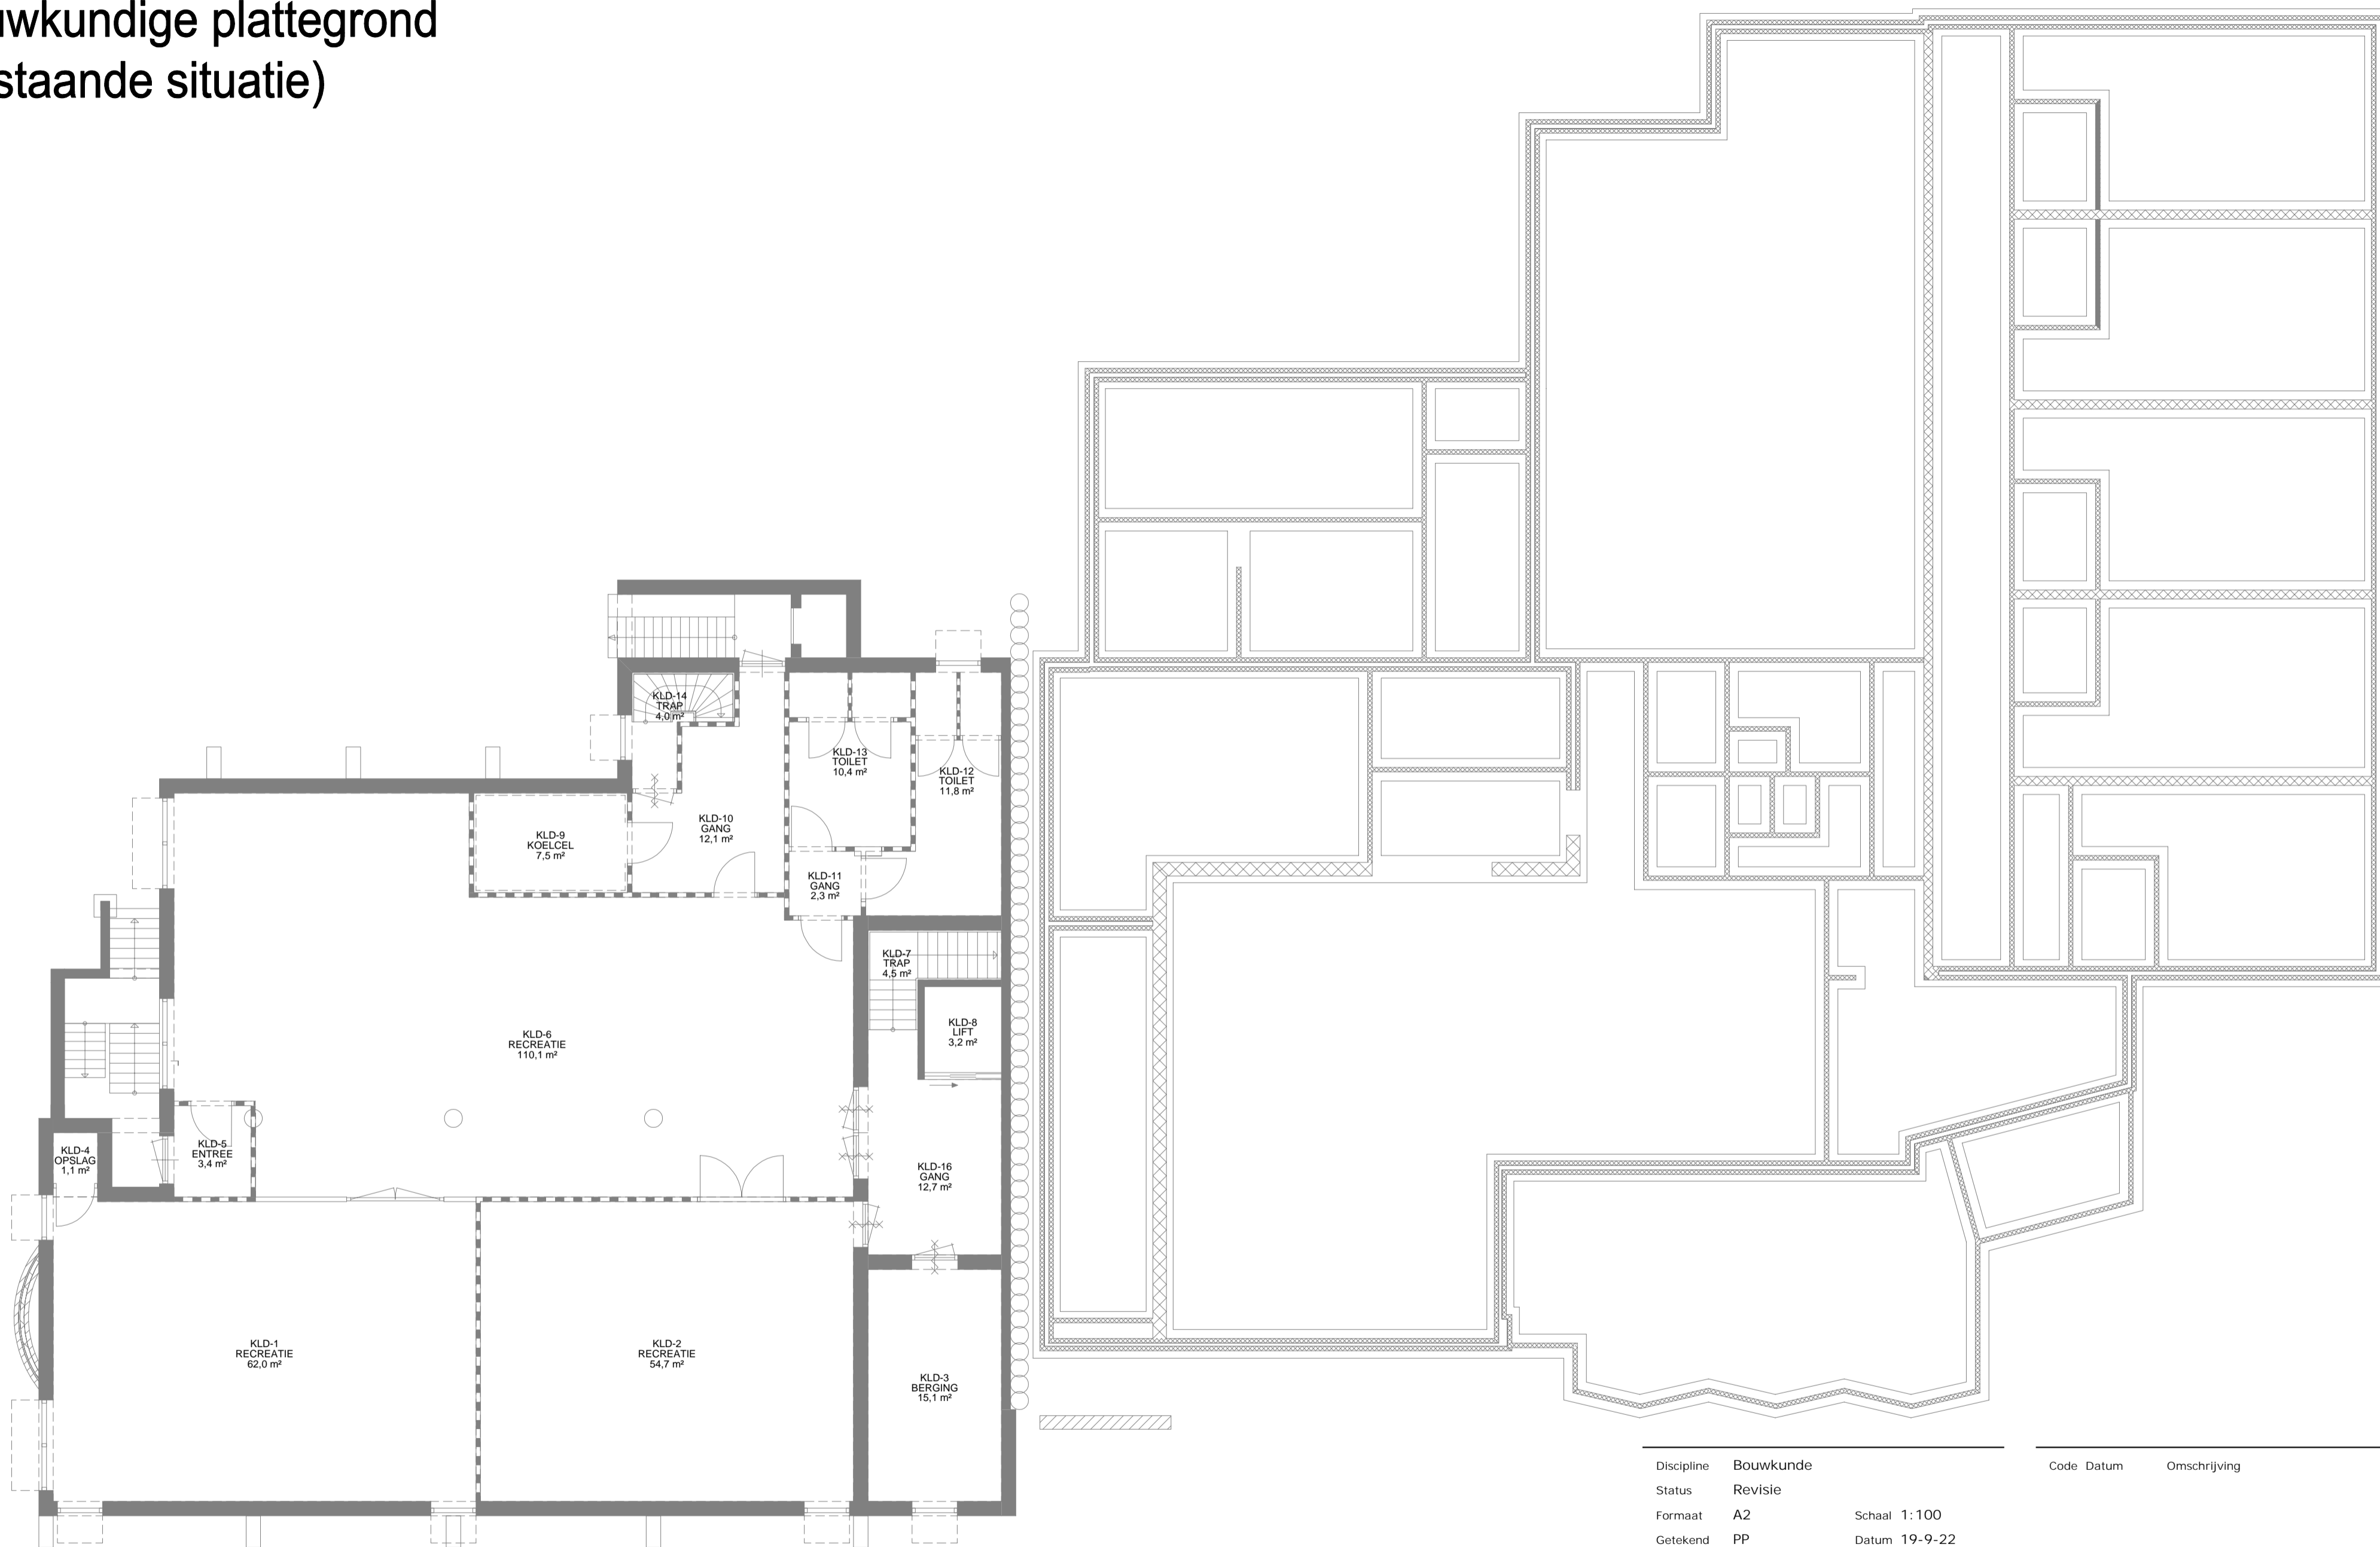 wkundige plattegrond
staande situatie)
KLD-14
TRAP
4,0 m²
KLD-13
TOILET
10,4 m²
KLD-12
TOILET
11,8 m²
KLD-10
GANG
12,1 m²
KLD-9
KOELCEL
7,5 m²
KLD-11
GANG
2,3 m²
KLD-7
TRAP
4,5 m²
KLD-8
LIFT
3,2 m²
KLD-6
RECREATIE
110,1 m²
KLD-5
ENTREE
3,4 m²
KLD-4
OPSLAG
1,1 m²
KLD-16
GANG
12,7 m²
KLD-1
RECREATIE
62,0 m²
KLD-2
RECREATIE
54,7 m²
KLD-3
BERGING
15,1 m²
Discipline Bouwkunde
Status Revisie
Formaat A2 Schaal 1:100
Getekend PP Datum 19-9-22
Code Datum Omschrijving